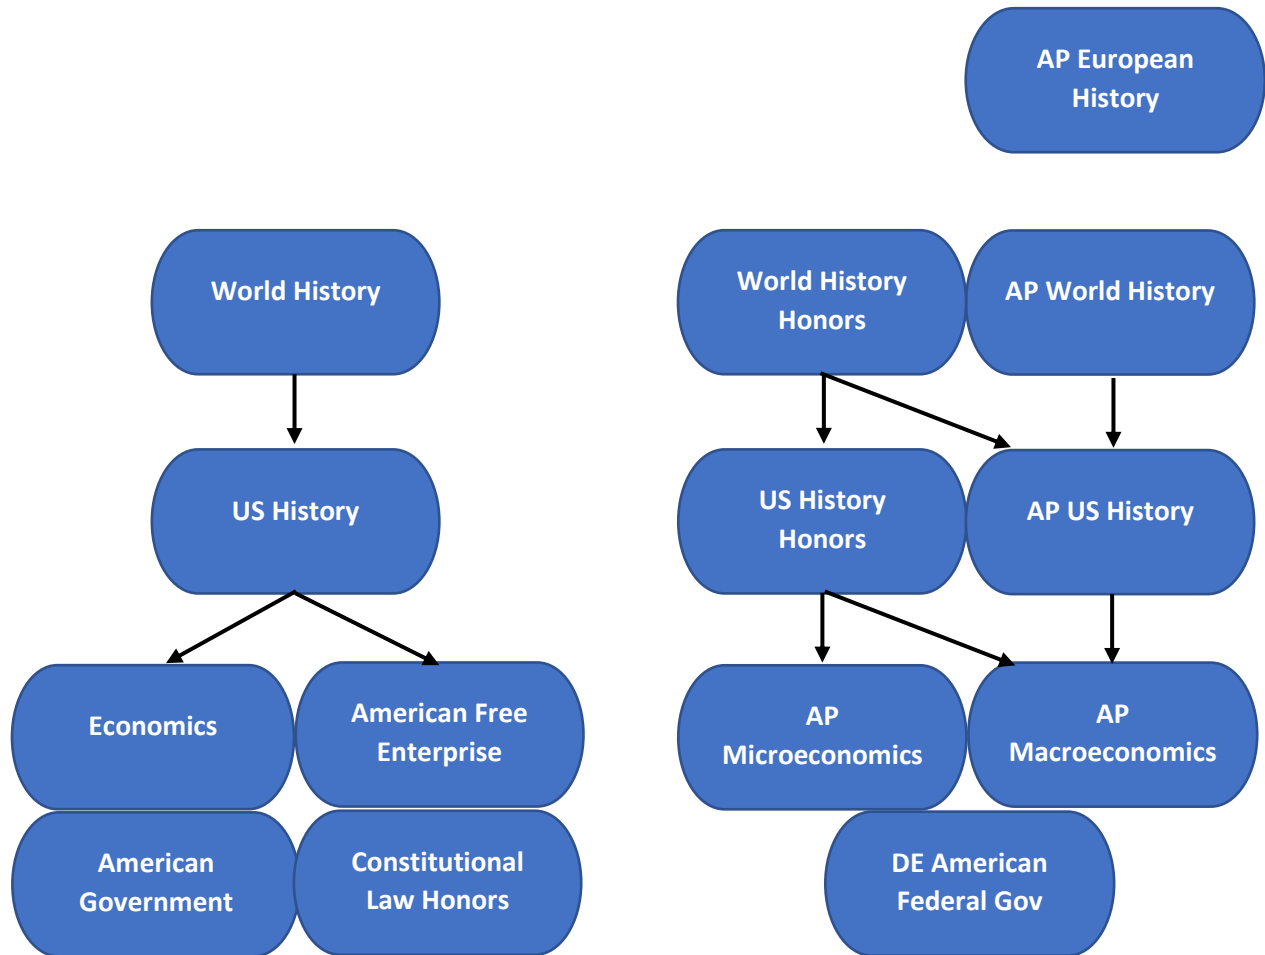 AP European
History
World History
World History
Honors
AP World History
US History
US History
Honors
AP US History
Economics
American Free
Enterprise
AP
Microeconomics
AP
Macroeconomics
American
Government
Constitutional
Law Honors
DE American
Federal Gov